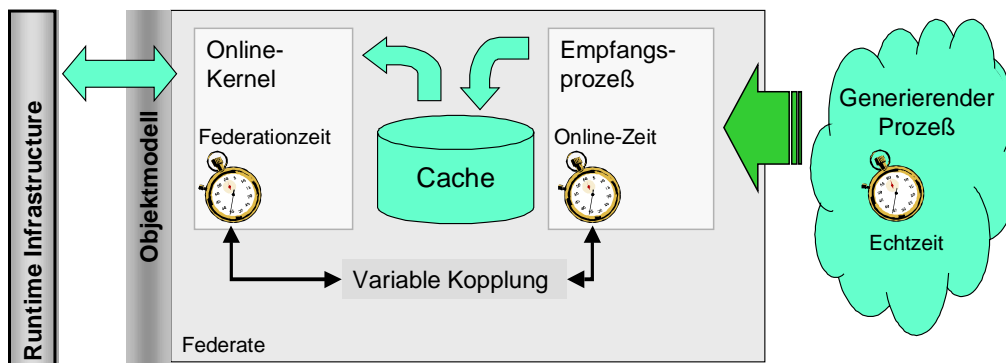 Runtime Infrastructure
Objektmodell
Online-
Kernel
Federationzeit
Cache
Empfangs-
prozeß
Online-Zeit
Variable Kopplung
Federate
Generierender
Prozeß
Echtzeit